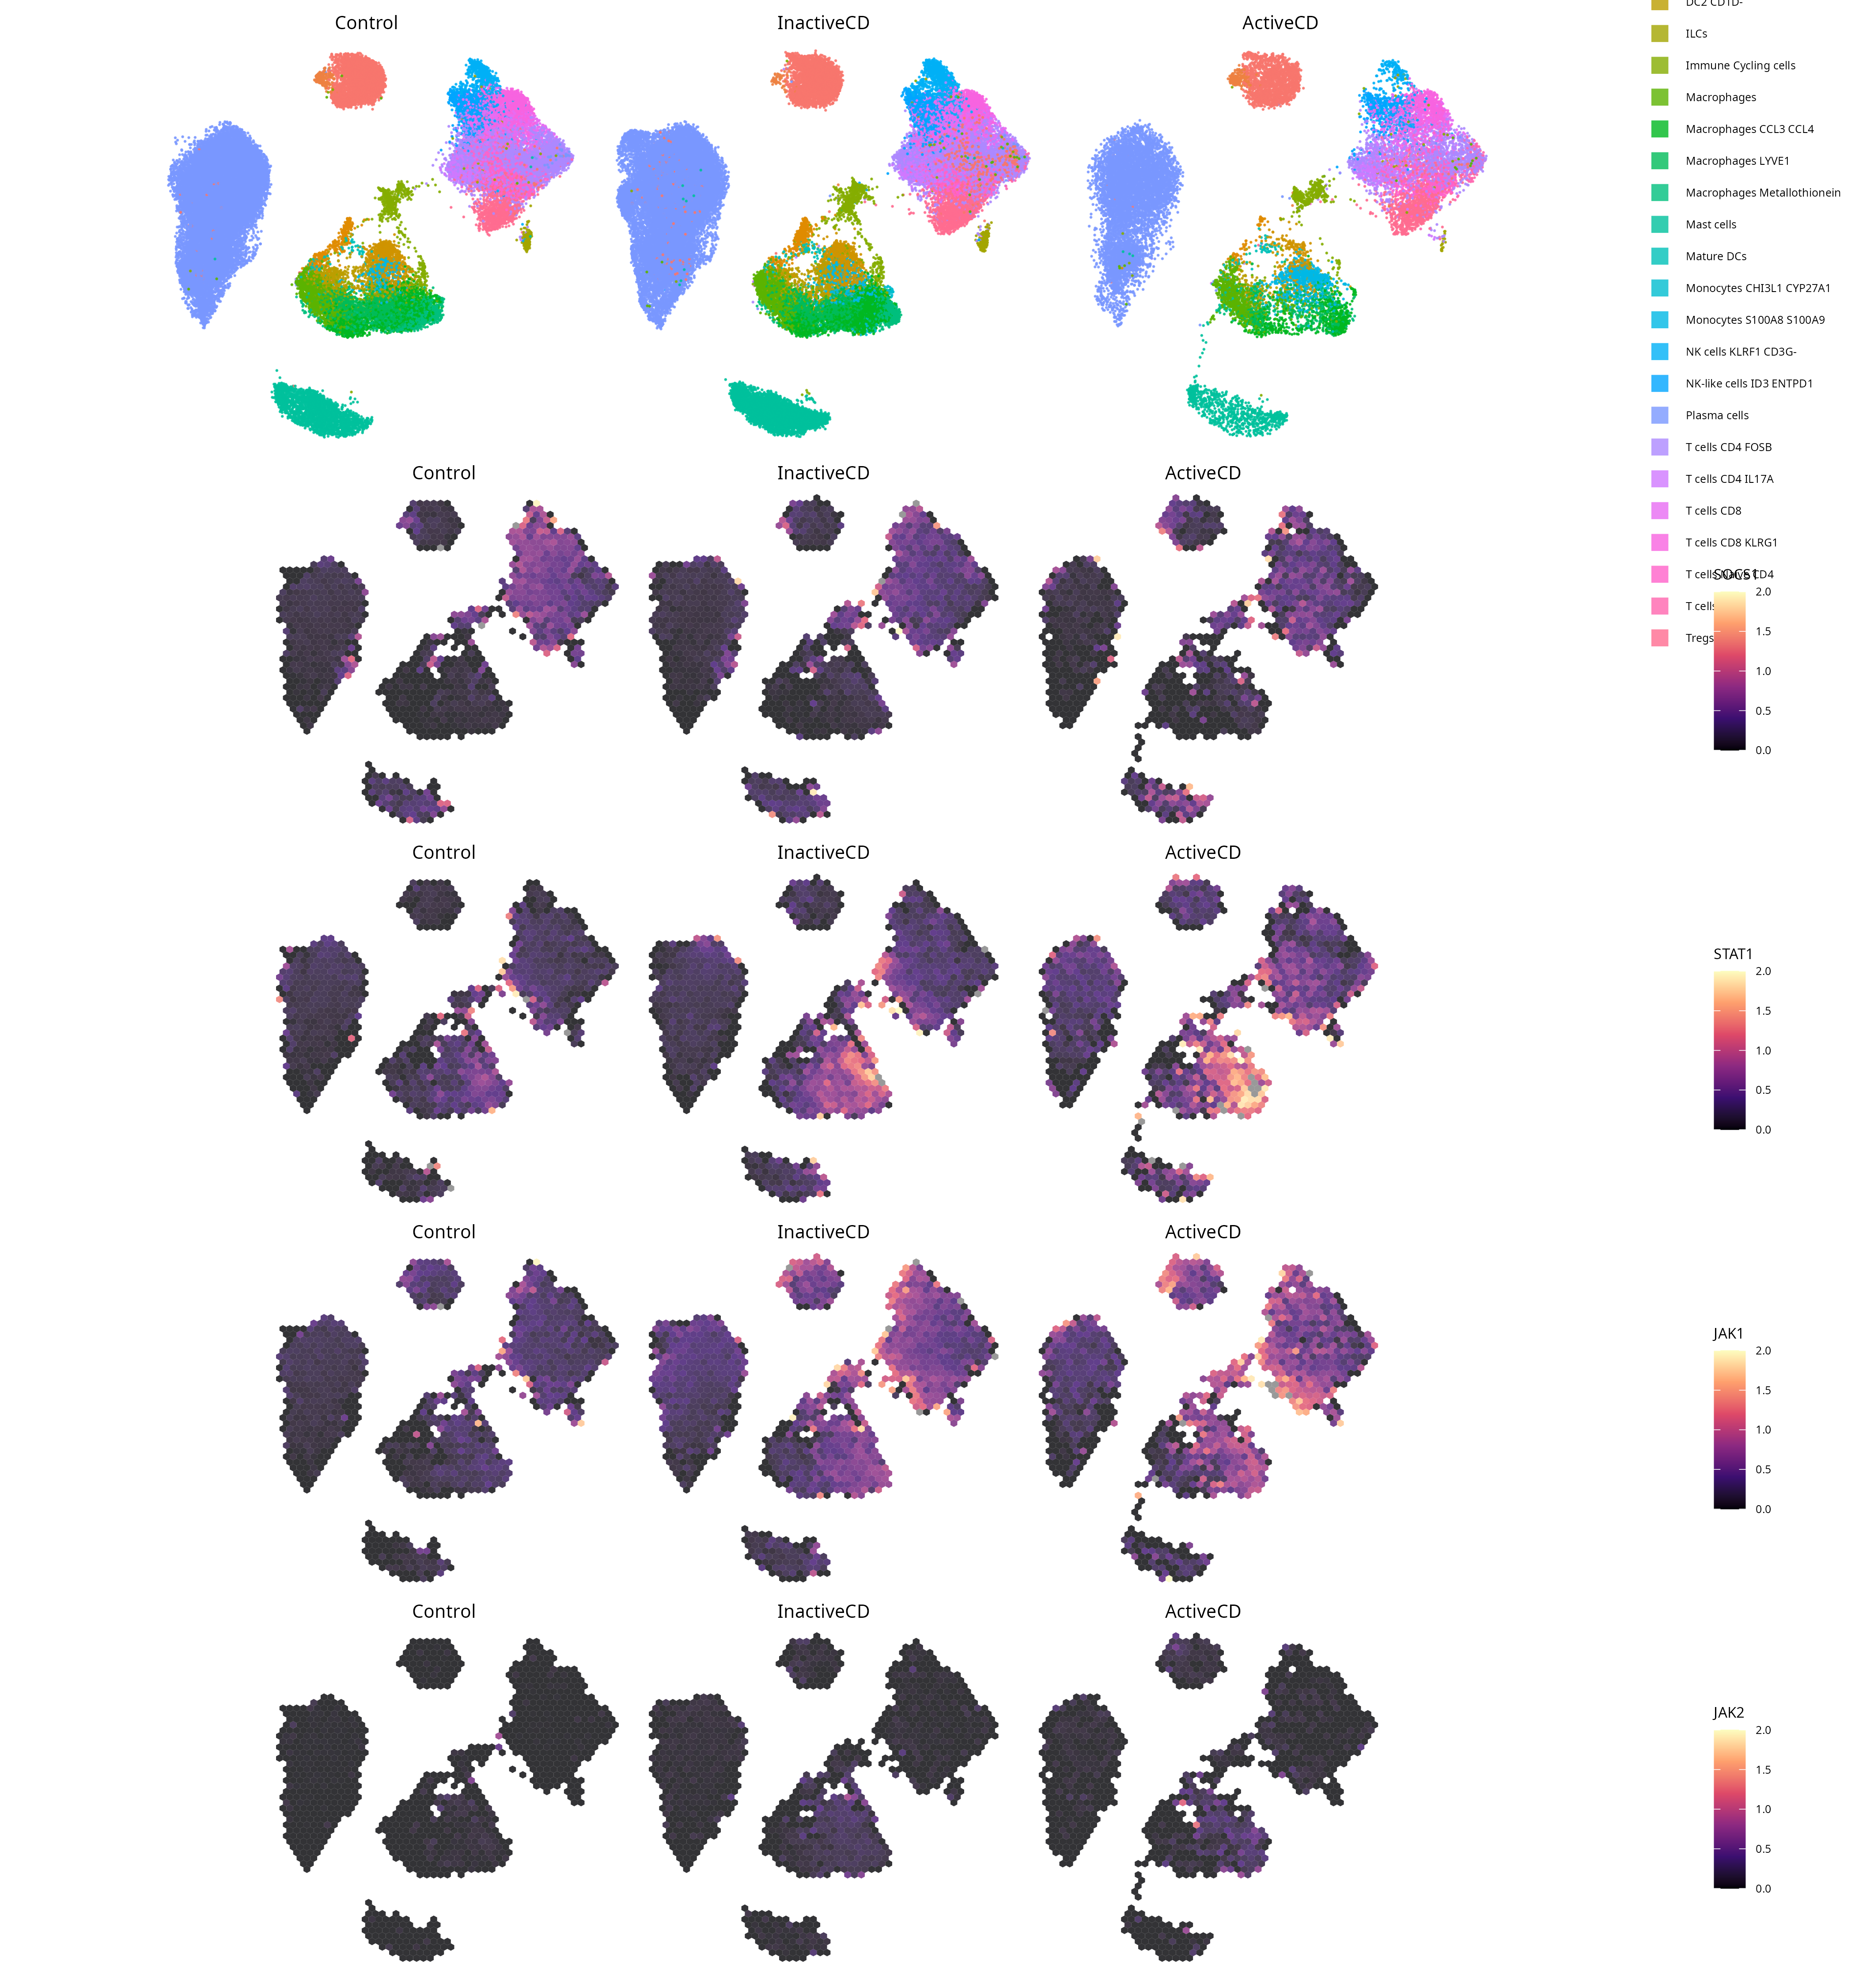 Control InactiveCD ActiveCD
DC2 CD1D-
ILCs
Immune Cycling cells
Macrophages
Macrophages CCL3 CCL4
Macrophages LYVE1
Macrophages Metallothionein
Mast cells
Mature DCs
Monocytes CHI3L1 CYP27A1
Monocytes S100A8 S100A9
NK cells KLRF1 CD3G-
NK-like cells ID3 ENTPD1
Plasma cells
T cells CD4 FOSB
T cells CD4 IL17A
T cells CD8
T cells CD8 KLRG1
T cells Naive CD4
T cells
Tregs
Control InactiveCD ActiveCD
SOCS1
2.0
1.5
1.0
0.5
0.0
Control InactiveCD ActiveCD
STAT1
2.0
1.5
1.0
0.5
0.0
Control InactiveCD ActiveCD
JAK1
2.0
1.5
1.0
0.5
0.0
Control InactiveCD ActiveCD
JAK2
2.0
1.5
1.0
0.5
0.0